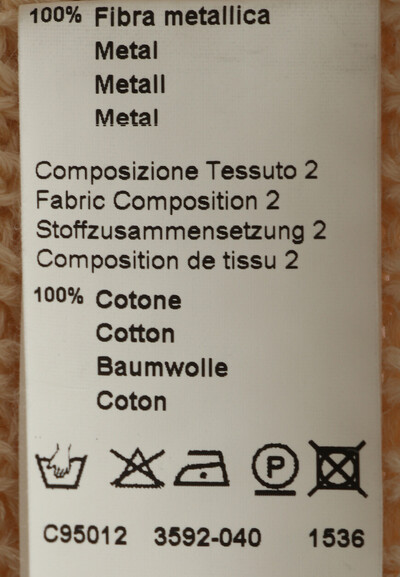 100% Fibra metallica
Metal
Metall
Metal
Composizione Tessuto 2
Fabric Composition 2
Stoffzusammensetzung 2
Composition de tissu 2
100% Cotone
Cotton
Baumwolle
Coton
P
C95012 3592-040 1536